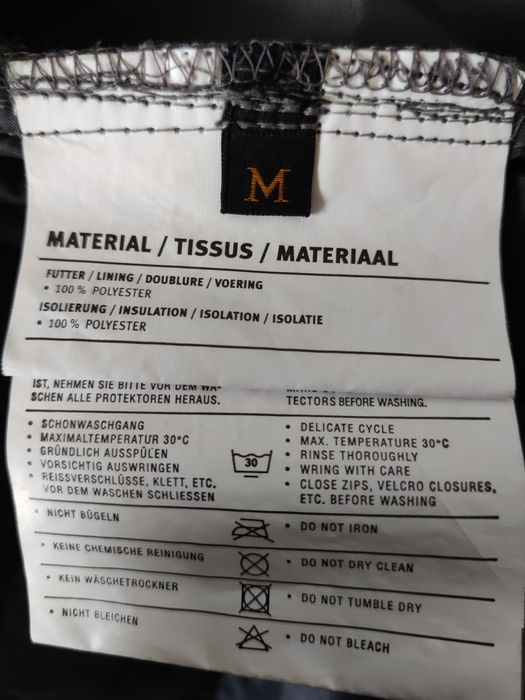 M
MATERIAL / TISSUS / MATERIAAL
FUTTER / LINING / DOUBLURE / VOERING
• 100 % POLYESTER
ISOLIERUNG / INSULATION / ISOLATION / ISOLATIE
• 100 % POLYESTER
IST, NEHMEN SIE BITTE VOR DEM WA-
SCHEN ALLE PROTEKTOREN HERAUS.
TECTORS BEFORE WASHING.
• SCHONWASCHGANG
• MAXIMALTEMPERATUR 30°C
• GRÜNDLICH AUSSPÜLEN
• VORSICHTIG AUSWRINGEN
• REISSVERSCHLÜSSE, KLETT, ETC.
VOR DEM WASCHEN SCHLIESSEN
30
• DELICATE CYCLE
• MAX. TEMPERATURE 30°C
• RINSE THOROUGHLY
• WRING WITH CARE
• CLOSE ZIPS, VELCRO CLOSURES,
ETC. BEFORE WASHING
• NICHT BÜGELN
• DO NOT IRON
• KEINE CHEMISCHE REINIGUNG
• DO NOT DRY CLEAN
• KEIN WÄSCHETROCKNER
• DO NOT TUMBLE DRY
• NICHT BLEICHEN
• DO NOT BLEACH